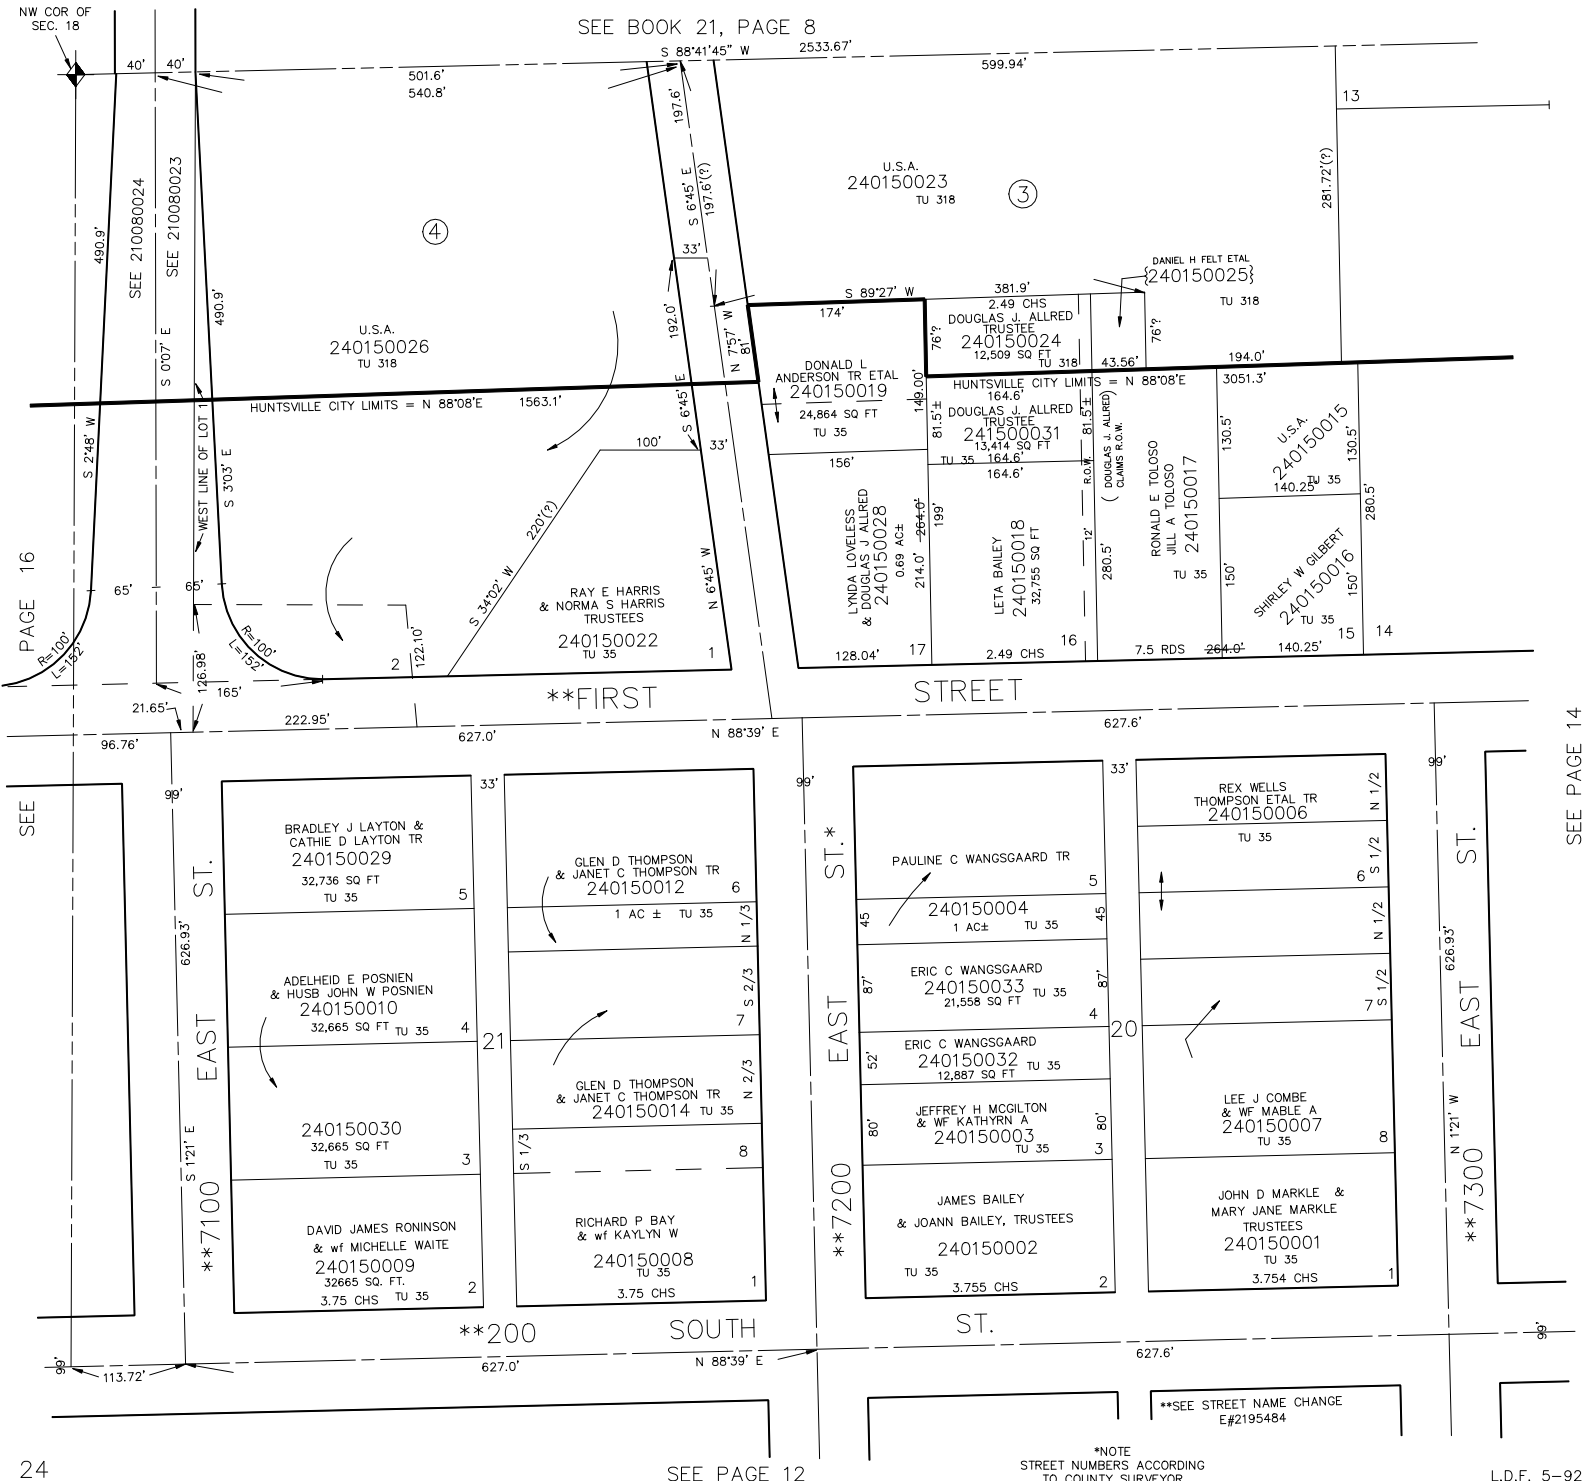 NW COR OF
SEC. 18
SEE BOOK 21, PAGE 8
S 88°41'45" W
2533.67'
40'
40'
501.6'
540.8'
599.94'
13
197.6'
S 6°45' E
197.6'(?)
U.S.A.
240150023
TU 318
3
281.72'(?)
SEE 210080024
SEE 210080023
490.9'
490.9'
4
33'
DANIEL H FELT ETAL
{240150025}
TU 318
S 0°07' E
U.S.A.
240150026
TU 318
192.0'
N 7°57' W
81'
S 89°27' W
174'
381.9'
2.49 CHS
DOUGLAS J. ALLRED
TRUSTEE
240150024
12,509 SQ FT
TU 318
76'?
76'?
43.56'
194.0'
HUNTSVILLE CITY LIMITS = N 88°08'E
1563.1'
HUNTSVILLE CITY LIMITS = N 88°08'E
3051.3'
DONALD L
ANDERSON TR ETAL
240150019
24,864 SQ FT
TU 35
149.00'
164.6'
DOUGLAS J. ALLRED
TRUSTEE
241500031
13,414 SQ FT
TU 35
164.6'
164.6'
81.5'±
81.5'±
R.O.W.
12'
( DOUGLAS J. ALLRED )
CLAIMS R.O.W.
S 2°48' W
WEST LINE OF LOT 1
S 3°03' E
S 6°45' E
100'
33'
156'
130.5'
U.S.A.
240150015
TU 35
140.25'
130.5'
280.5'
220'(?)
S 34°02' W
N 6°45' W
LYNDA LOVELESS
& DOUGLAS J ALLRED
240150028
0.69 AC±
214.0'
264.0'
199'
LETA BAILEY
240150018
32,755 SQ FT
280.5'
RONALD E TOLOSO
JILL A TOLOSO
240150017
TU 35
150'
SHIRLEY W GILBERT
240150016
TU 35
150'
PAGE 16
65'
65'
R=100'
L=152'
R=100'
L=152'
RAY E HARRIS
& NORMA S HARRIS
TRUSTEES
240150022
TU 35
1
2
122.10'
126.98'
165'
21.65'
128.04'
17
2.49 CHS
16
7.5 RDS
264.0'
140.25'
15
14
**FIRST STREET
222.95'
96.76'
627.0'
N 88°39' E
627.6'
SEE
SEE PAGE 14
99'
33'
99'
33'
99'
BRADLEY J LAYTON &
CATHIE D LAYTON TR
240150029
32,736 SQ FT
TU 35
5
GLEN D THOMPSON
& JANET C THOMPSON TR
240150012
6
1 AC ± TU 35
N 1/3
S 2/3
7
PAULINE C WANGSGAARD TR
5
240150004
1 AC± TU 35
45
45
REX WELLS
THOMPSON ETAL TR
240150006
TU 35
N 1/2
S 1/2
6
N 1/2
S 1/2
7
626.93'
626.93'
ADELHEID E POSNIEN
& HUSB JOHN W POSNIEN
240150010
32,665 SQ FT TU 35
4
21
ERIC C WANGSGAARD
240150033
TU 35
21,558 SQ FT
87'
87'
4
20
ERIC C WANGSGAARD
240150032 TU 35
12,887 SQ FT
52'
GLEN D THOMPSON
& JANET C THOMPSON TR
240150014 TU 35
N 2/3
S 1/3
8
240150030
32,665 SQ FT
TU 35
3
JEFFREY H MCGILTON
& WF KATHYRN A
240150003
TU 35
80'
80'
3
LEE J COMBE
& WF MABLE A
240150007
TU 35
8
S 1°21' E
N 1°21' W
**7100 EAST ST.
**7200 EAST ST.*
**7300 EAST ST.
DAVID JAMES RONINSON
& wf MICHELLE WAITE
240150009
32665 SQ. FT.
3.75 CHS TU 35
2
RICHARD P BAY
& wf KAYLYN W
240150008
TU 35
3.75 CHS
1
JAMES BAILEY
& JOANN BAILEY, TRUSTEES
240150002
TU 35
3.755 CHS
2
JOHN D MARKLE &
MARY JANE MARKLE
TRUSTEES
240150001
TU 35
3.754 CHS
1
**200 SOUTH ST.
99'
113.72'
627.0'
N 88°39' E
627.6'
99'
**SEE STREET NAME CHANGE
E#2195484
*NOTE
STREET NUMBERS ACCORDING
TO COUNTY SURVEYOR
24
SEE PAGE 12
L.D.F. 5-92